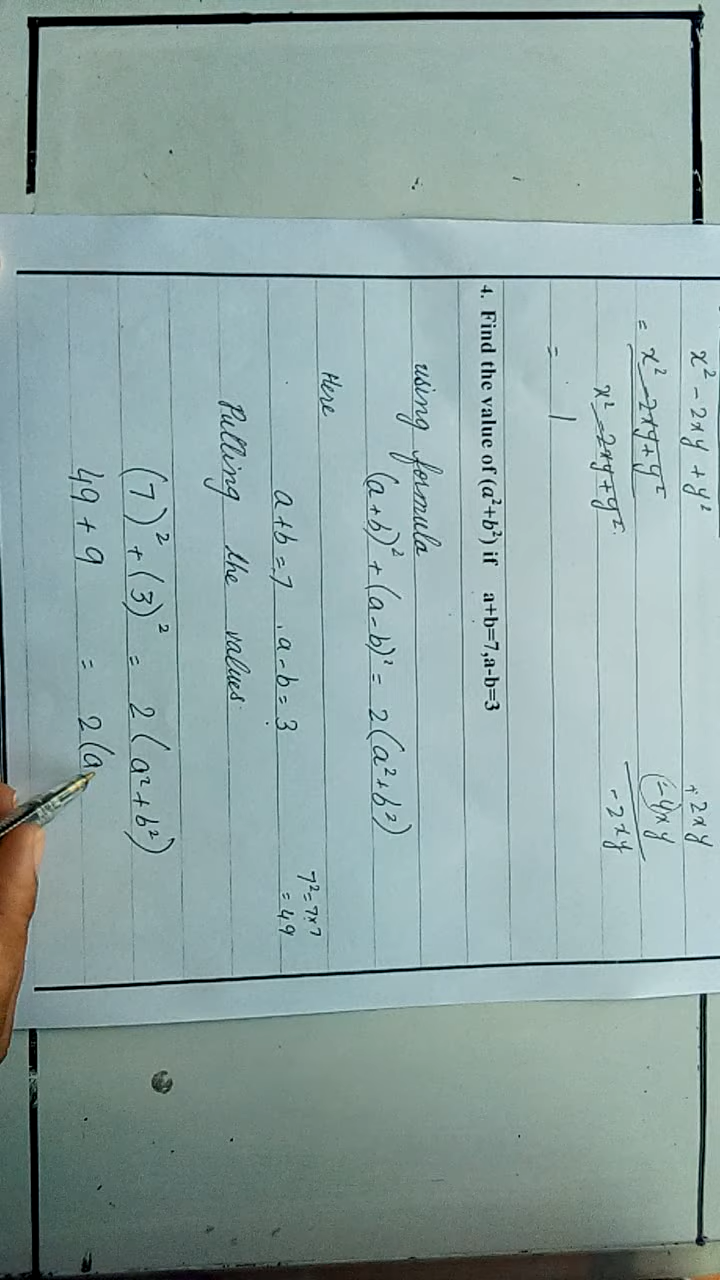 x² - 2xy + y²
= x² - 2xy + y²
x² - 2xy + y².
= 1
+ 2xy
(-4)xy
- 2xy
4. Find the value of (a²+b²) if a+b=7,a-b=3
using formula
(a+b)² + (a-b)² = 2(a²+b²)
Here
a+b=7, a-b=3
7²=7×7
=49
Putting the values
(7)² + (3)² = 2(a²+b²)
49 + 9 = 2(a